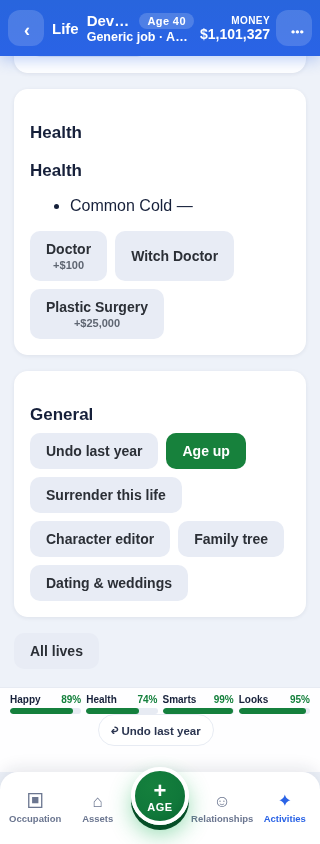 ‹ Life Dev… Age 40 MONEY …
Generic job · A… $1,101,327
Health
Health
• Common Cold —
Doctor
+$100
Witch Doctor
Plastic Surgery
+$25,000
General
Undo last year Age up
Surrender this life
Character editor Family tree
Dating & weddings
All lives
Happy 89% Health 74% Smarts 99% Looks 95%
Undo last year
+
AGE
Occupation Assets Relationships Activities